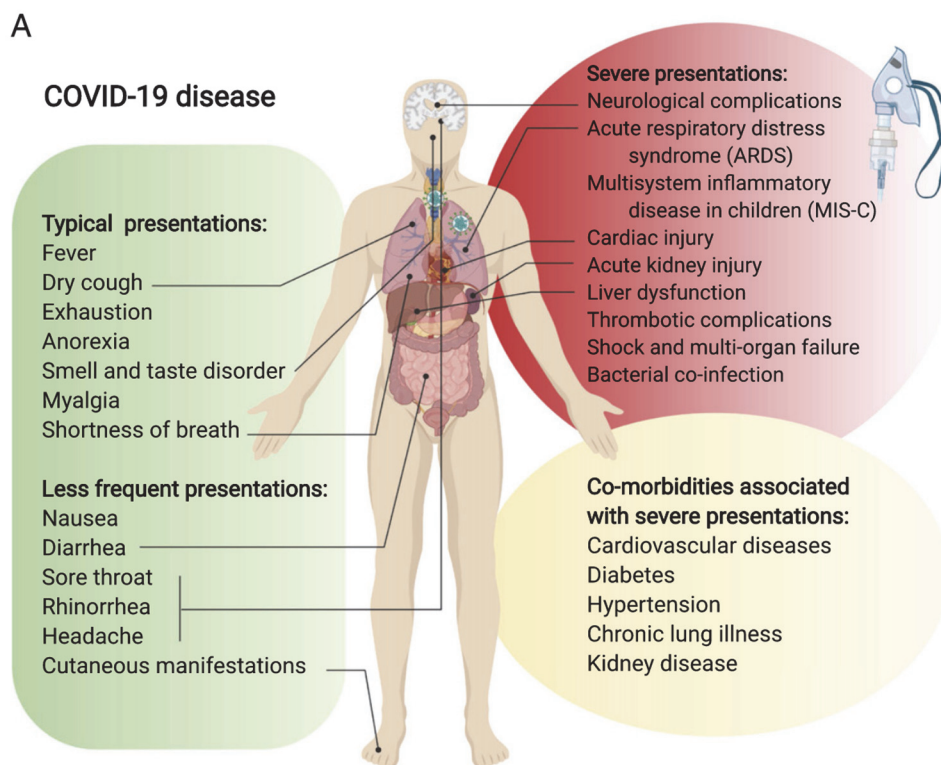 A
COVID-19 disease
Typical presentations:
Fever
Dry cough
Exhaustion
Anorexia
Smell and taste disorder
Myalgia
Shortness of breath
Less frequent presentations:
Nausea
Diarrhea
Sore throat
Rhinorrhea
Headache
Cutaneous manifestations
Severe presentations:
Neurological complications
Acute respiratory distress
syndrome (ARDS)
Multisystem inflammatory
disease in children (MIS-C)
Cardiac injury
Acute kidney injury
Liver dysfunction
Thrombotic complications
Shock and multi-organ failure
Bacterial co-infection
Co-morbidities associated
with severe presentations:
Cardiovascular diseases
Diabetes
Hypertension
Chronic lung illness
Kidney disease